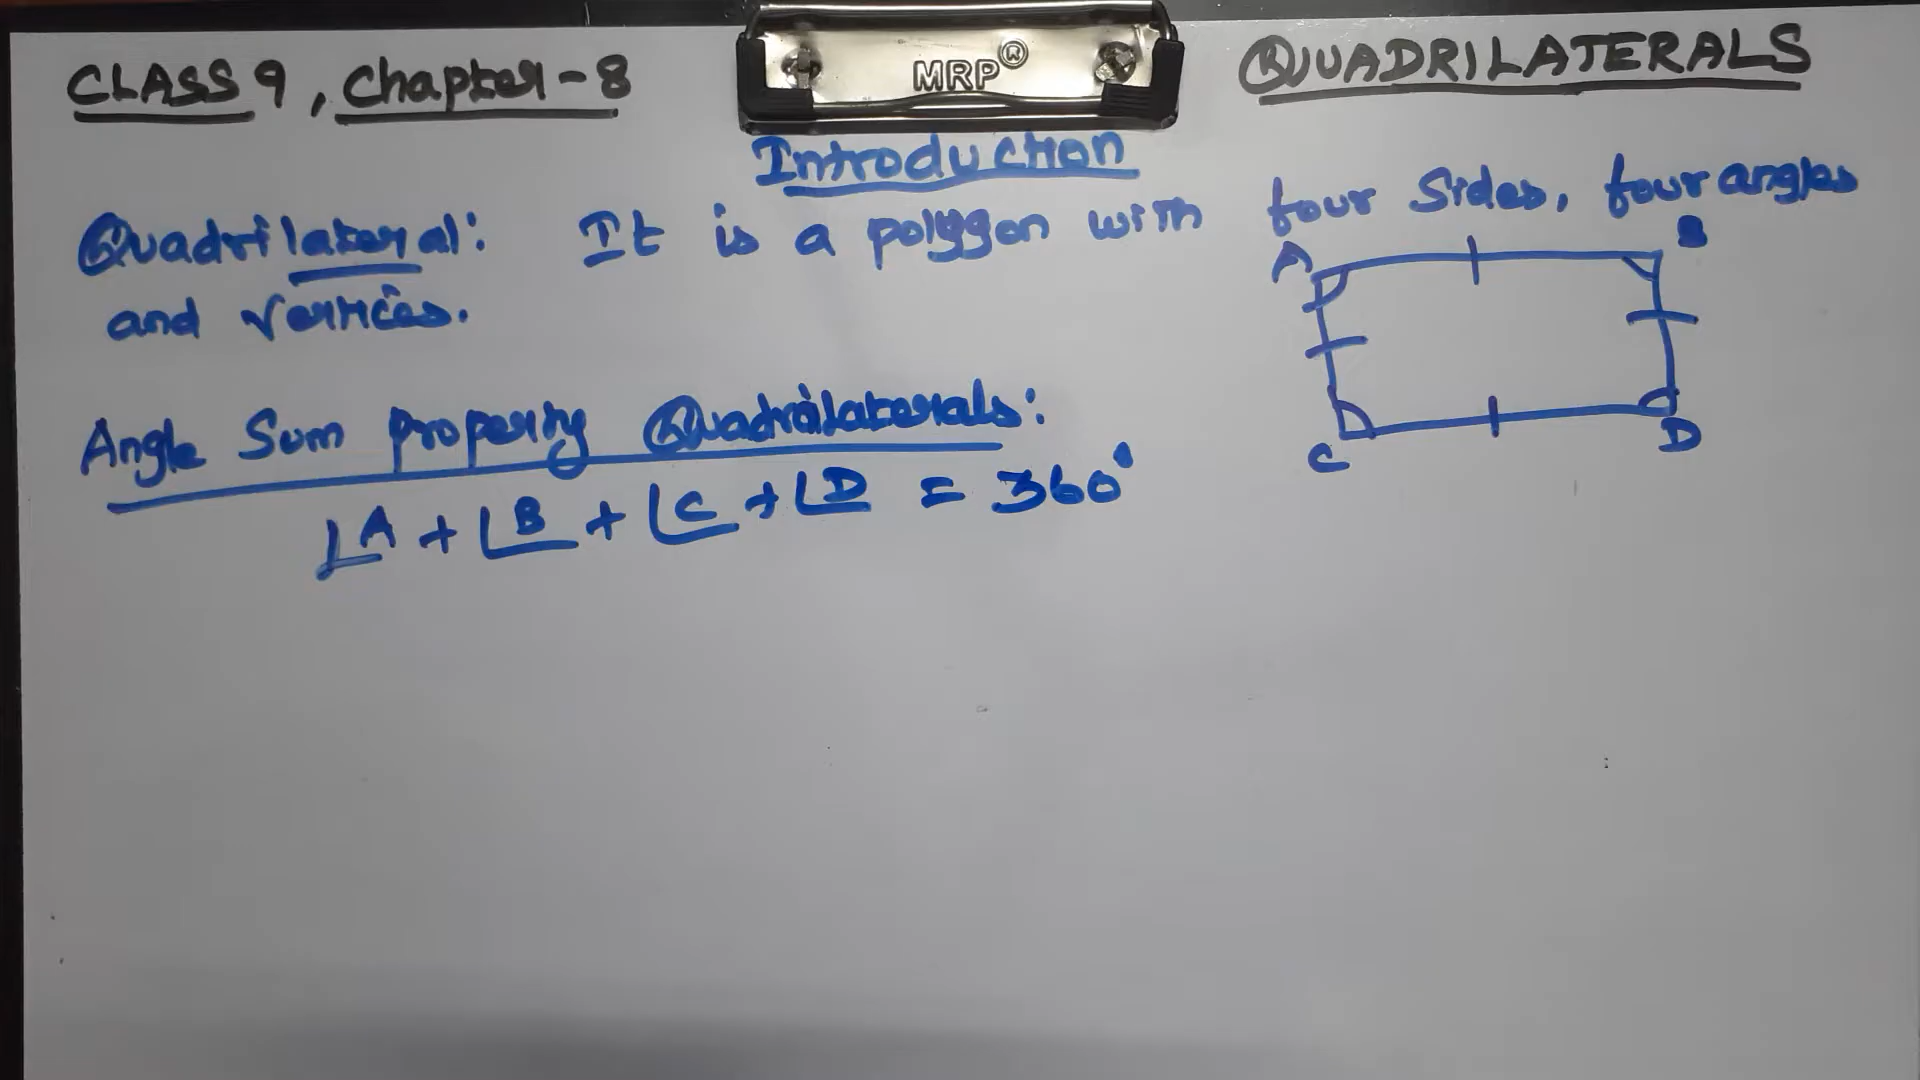 CLASS 9, Chapter-8
MRP®
QUADRILATERALS
Introduction
Quadrilateral: It is a polygon with four Sides, four angles
and vertices.
A B
C D
Angle Sum property Quadrilaterals:
∠A + ∠B + ∠C + ∠D = 360°